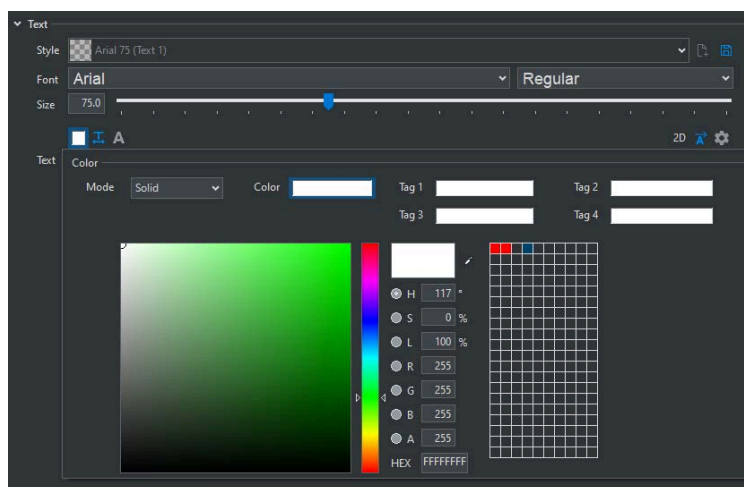 Text
Style Arial 75 (Text 1)
Font Arial Regular
Size 75.0
A 2D A
Text Color
Mode Solid Color Tag 1 Tag 2
Tag 3 Tag 4
H 117 °
S 0 %
L 100 %
R 255
G 255
B 255
A 255
HEX FFFFFFFF